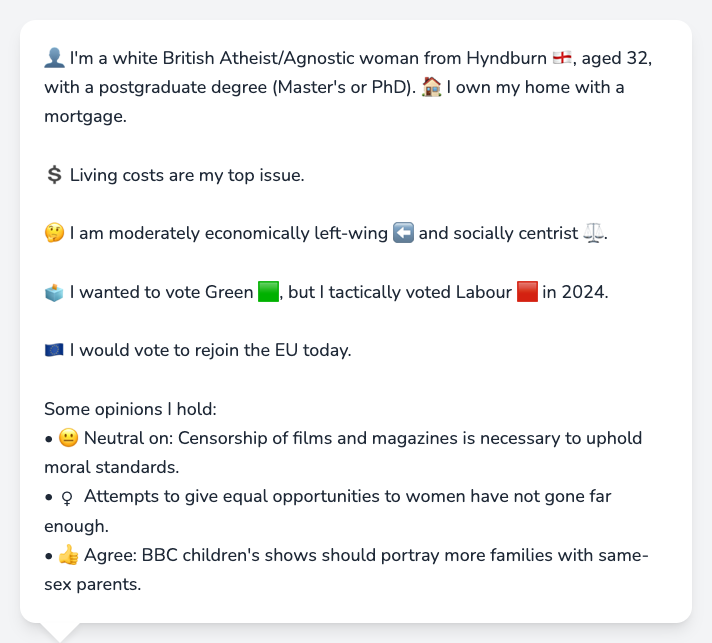 👤 I'm a white British Atheist/Agnostic woman from Hyndburn 🏴󠁧󠁢󠁥󠁮󠁧󠁿, aged 32,
with a postgraduate degree (Master's or PhD). 🏠 I own my home with a
mortgage.
💲 Living costs are my top issue.
🤔 I am moderately economically left-wing ⬅️ and socially centrist ⚖️.
🗳️ I wanted to vote Green 🟩, but I tactically voted Labour 🟥 in 2024.
🇪🇺 I would vote to rejoin the EU today.
Some opinions I hold:
• 😐 Neutral on: Censorship of films and magazines is necessary to uphold
moral standards.
• ♀ Attempts to give equal opportunities to women have not gone far
enough.
• 👍 Agree: BBC children's shows should portray more families with same-
sex parents.